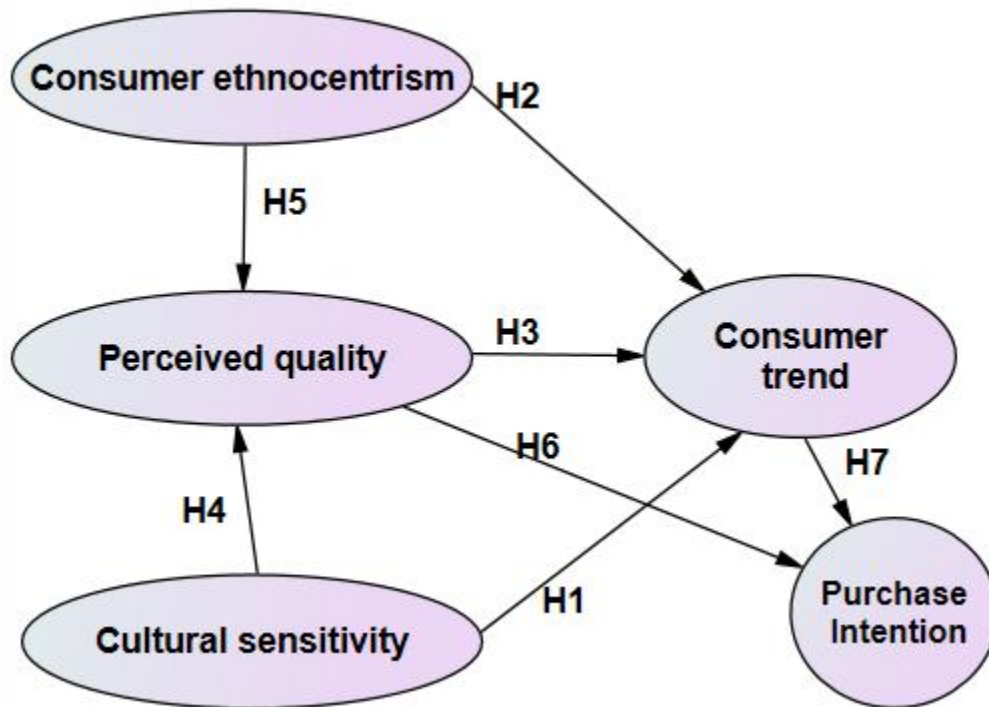 Consumer ethnocentrism
H2
H5
H3
Perceived quality
Consumer
trend
H6
H7
H4
H1
Purchase
Intention
Cultural sensitivity